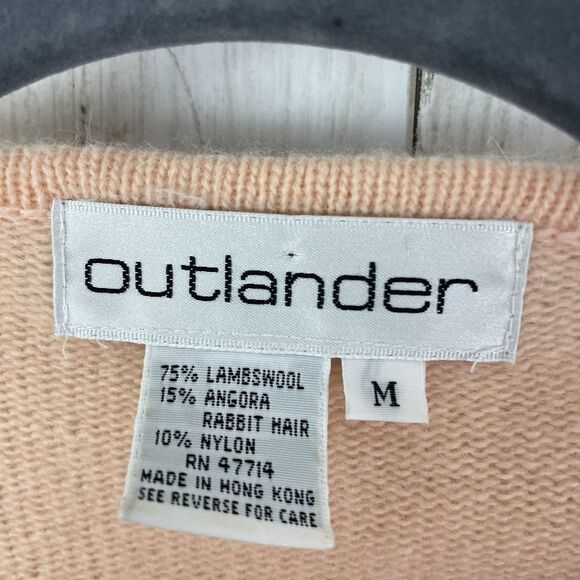 outlander
75% LAMBSWOOL
15% ANGORA
RABBIT HAIR
10% NYLON
RN 47714
MADE IN HONG KONG
SEE REVERSE FOR CARE
M